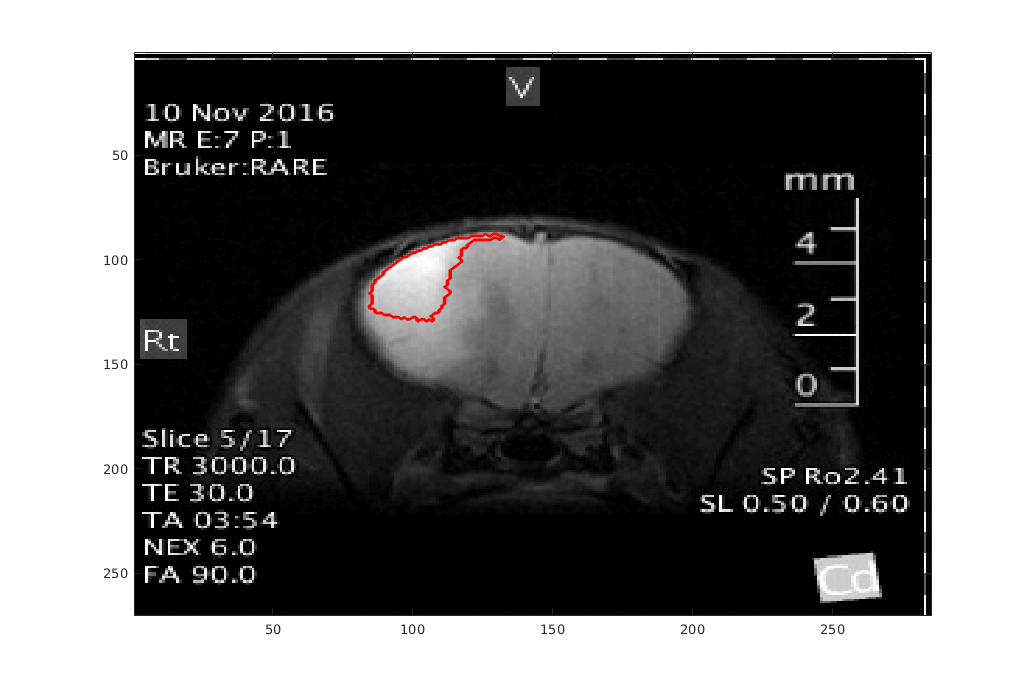 V
10 Nov 2016
MR E:7 P:1
Bruker:RARE
mm
4
2
0
Rt
Slice 5/17
TR 3000.0
TE 30.0
TA 03:54
NEX 6.0
FA 90.0
SP Ro2.41
SL 0.50 / 0.60
Cd
50
100
150
200
250
50 100 150 200 250